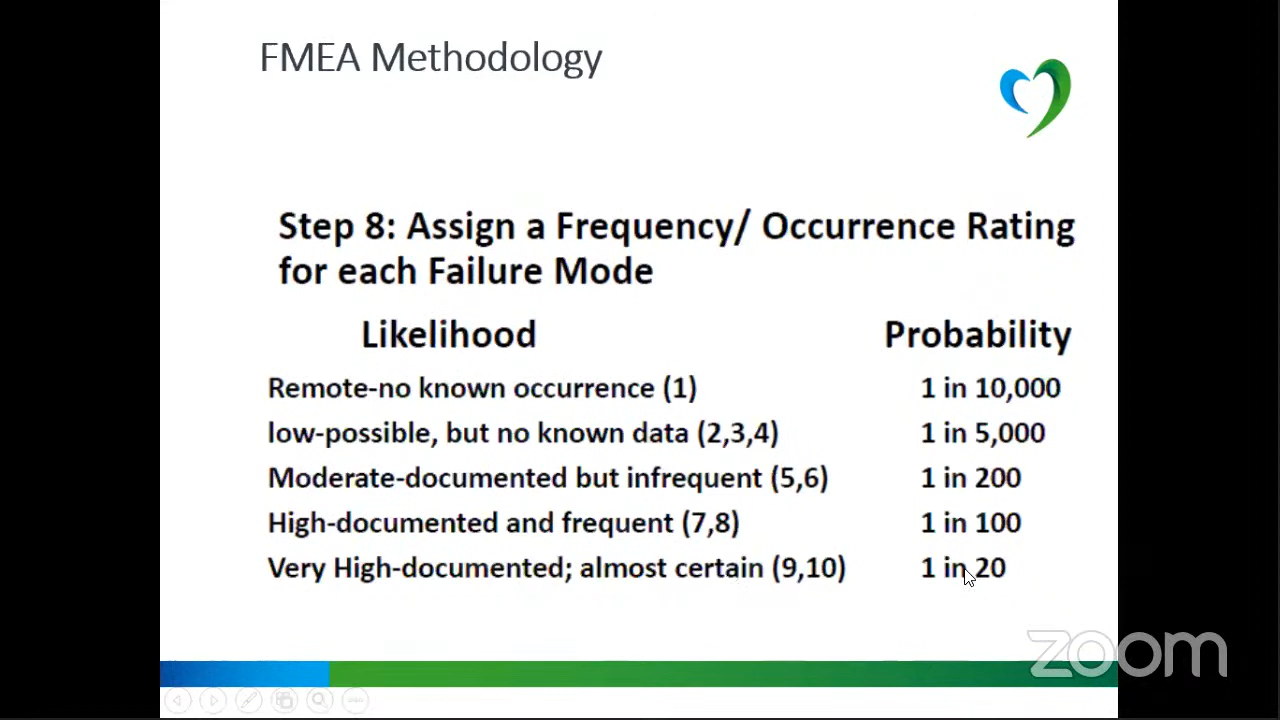 FMEA Methodology
Step 8: Assign a Frequency/ Occurrence Rating
for each Failure Mode
Likelihood Probability
Remote-no known occurrence (1) 1 in 10,000
low-possible, but no known data (2,3,4) 1 in 5,000
Moderate-documented but infrequent (5,6) 1 in 200
High-documented and frequent (7,8) 1 in 100
Very High-documented; almost certain (9,10) 1 in 20
zoom